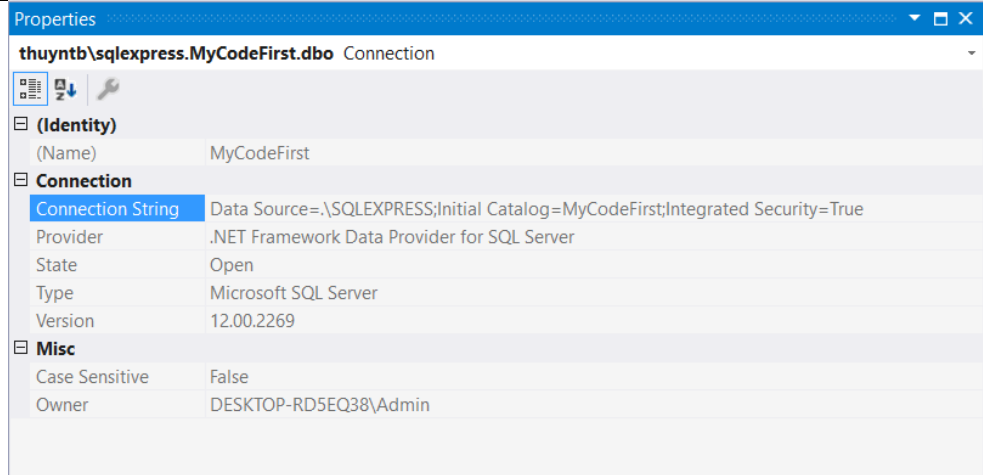 Properties
thuyntb\sqlexpress.MyCodeFirst.dbo Connection
(Identity)
(Name) MyCodeFirst
Connection
Connection String Data Source=.\SQLEXPRESS;Initial Catalog=MyCodeFirst;Integrated Security=True
Provider .NET Framework Data Provider for SQL Server
State Open
Type Microsoft SQL Server
Version 12.00.2269
Misc
Case Sensitive False
Owner DESKTOP-RD5EQ38\Admin